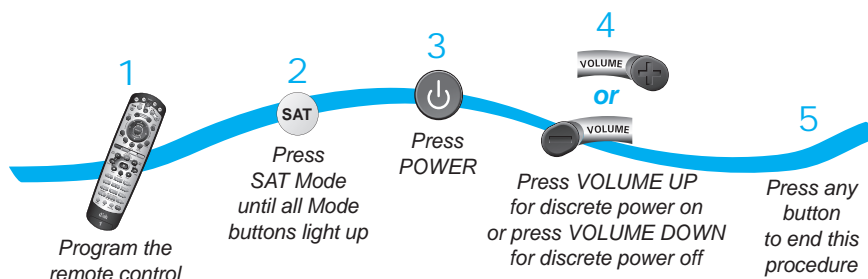 1
Program the
remote control
2
SAT
Press
SAT Mode
until all Mode
buttons light up
3
Press
POWER
4
VOLUME
or
VOLUME
Press VOLUME UP
for discrete power on
or press VOLUME DOWN
for discrete power off
5
Press any
button
to end this
procedure